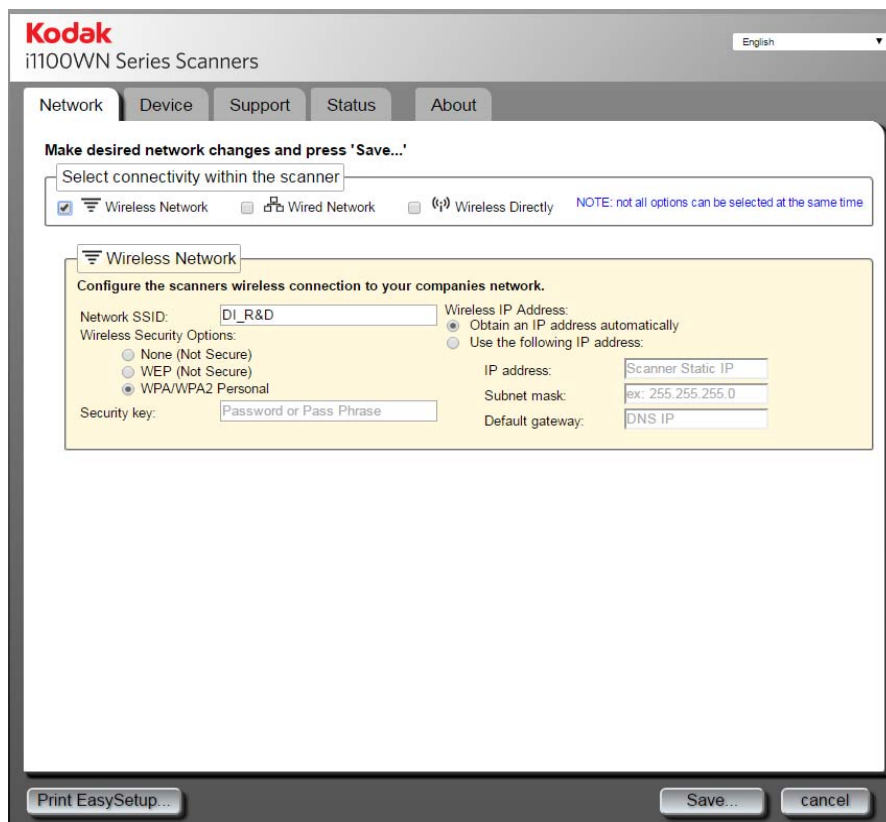 Kodak
i1100WN Series Scanners
English
Network
Device
Support
Status
About
Make desired network changes and press 'Save...'
Select connectivity within the scanner
Wireless Network
Wired Network
Wireless Directly
NOTE: not all options can be selected at the same time
Wireless Network
Configure the scanners wireless connection to your companies network.
Network SSID: DI_R&D
Wireless Security Options:
None (Not Secure)
WEP (Not Secure)
WPA/WPA2 Personal
Security key: Password or Pass Phrase
Wireless IP Address:
Obtain an IP address automatically
Use the following IP address:
IP address: Scanner Static IP
Subnet mask: ex: 255.255.255.0
Default gateway: DNS IP
Print EasySetup...
Save...
cancel